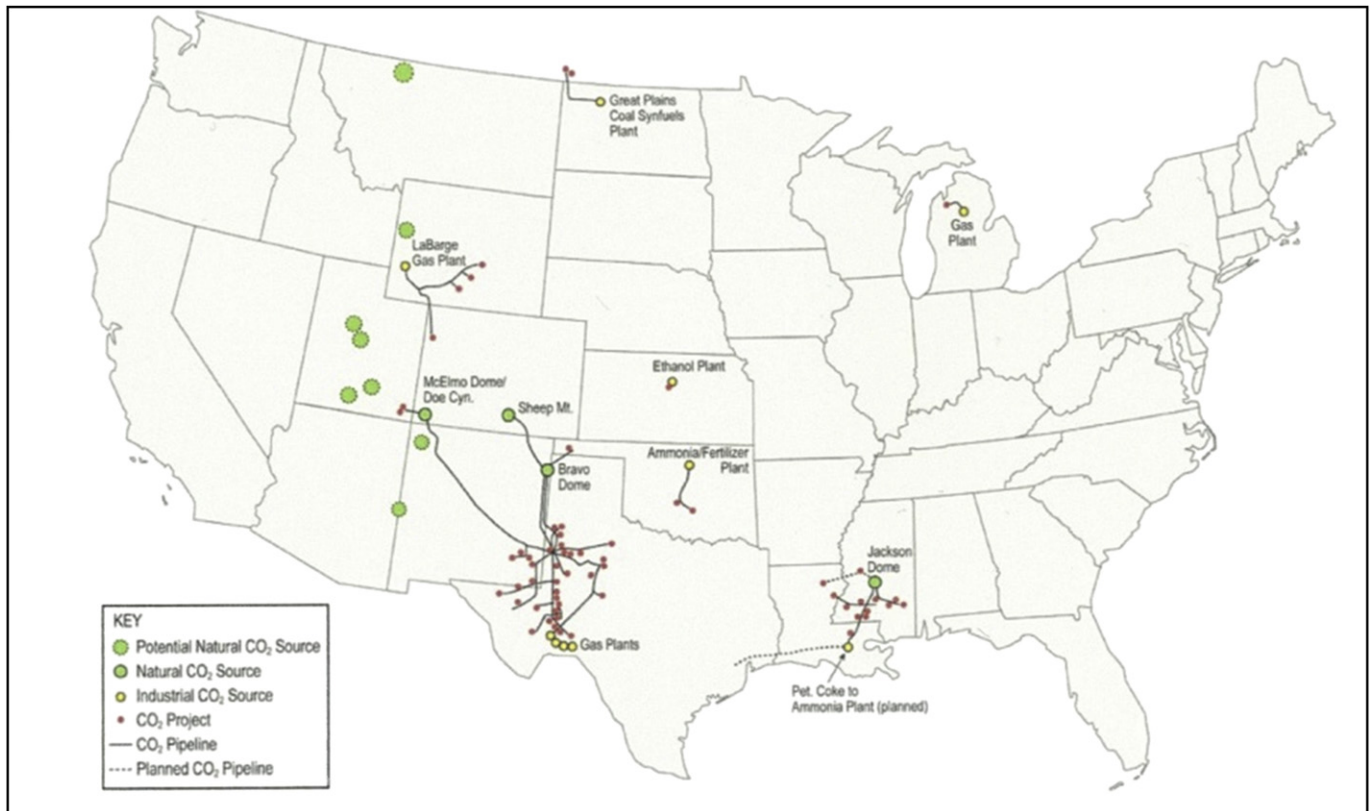 Great Plains
Coal Synfuels
Plant
Gas
Plant
LaBarge
Gas Plant
Ethanol Plant
McElmo Dome/
Doe Cyn.
Sheep Mt.
Ammonia/Fertilizer
Plant
Bravo
Dome
Jackson
Dome
Gas Plants
Pet. Coke to
Ammonia Plant (planned)
KEY
Potential Natural CO₂ Source
Natural CO₂ Source
Industrial CO₂ Source
CO₂ Project
CO₂ Pipeline
Planned CO₂ Pipeline